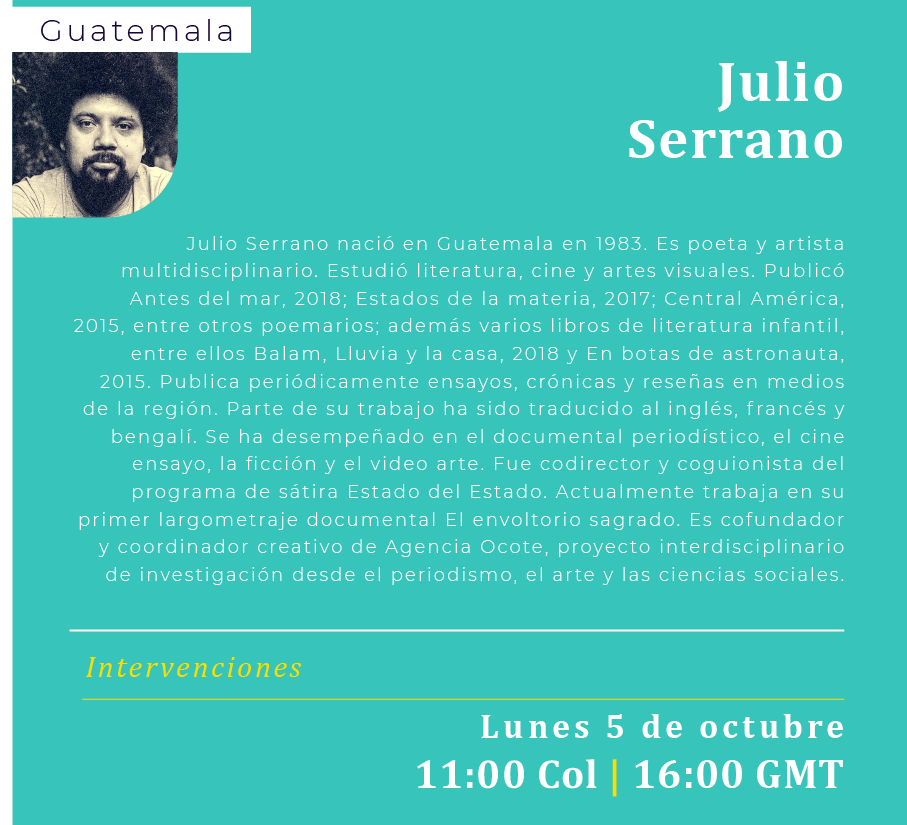 Guatemala
Julio
Serrano
Julio Serrano nació en Guatemala en 1983. Es poeta y artista
multidisciplinario. Estudió literatura, cine y artes visuales. Publicó
Antes del mar, 2018; Estados de la materia, 2017; Central América,
2015, entre otros poemarios; además varios libros de literatura infantil,
entre ellos Balam, Lluvia y la casa, 2018 y En botas de astronauta,
2015. Publica periódicamente ensayos, crónicas y reseñas en medios
de la región. Parte de su trabajo ha sido traducido al inglés, francés y
bengalí. Se ha desempeñado en el documental periodístico, el cine
ensayo, la ficción y el video arte. Fue codirector y coguionista del
programa de sátira Estado del Estado. Actualmente trabaja en su
primer largometraje documental El envoltorio sagrado. Es cofundador
y coordinador creativo de Agencia Ocote, proyecto interdisciplinario
de investigación desde el periodismo, el arte y las ciencias sociales.
Intervenciones
Lunes 5 de octubre
11:00 Col | 16:00 GMT